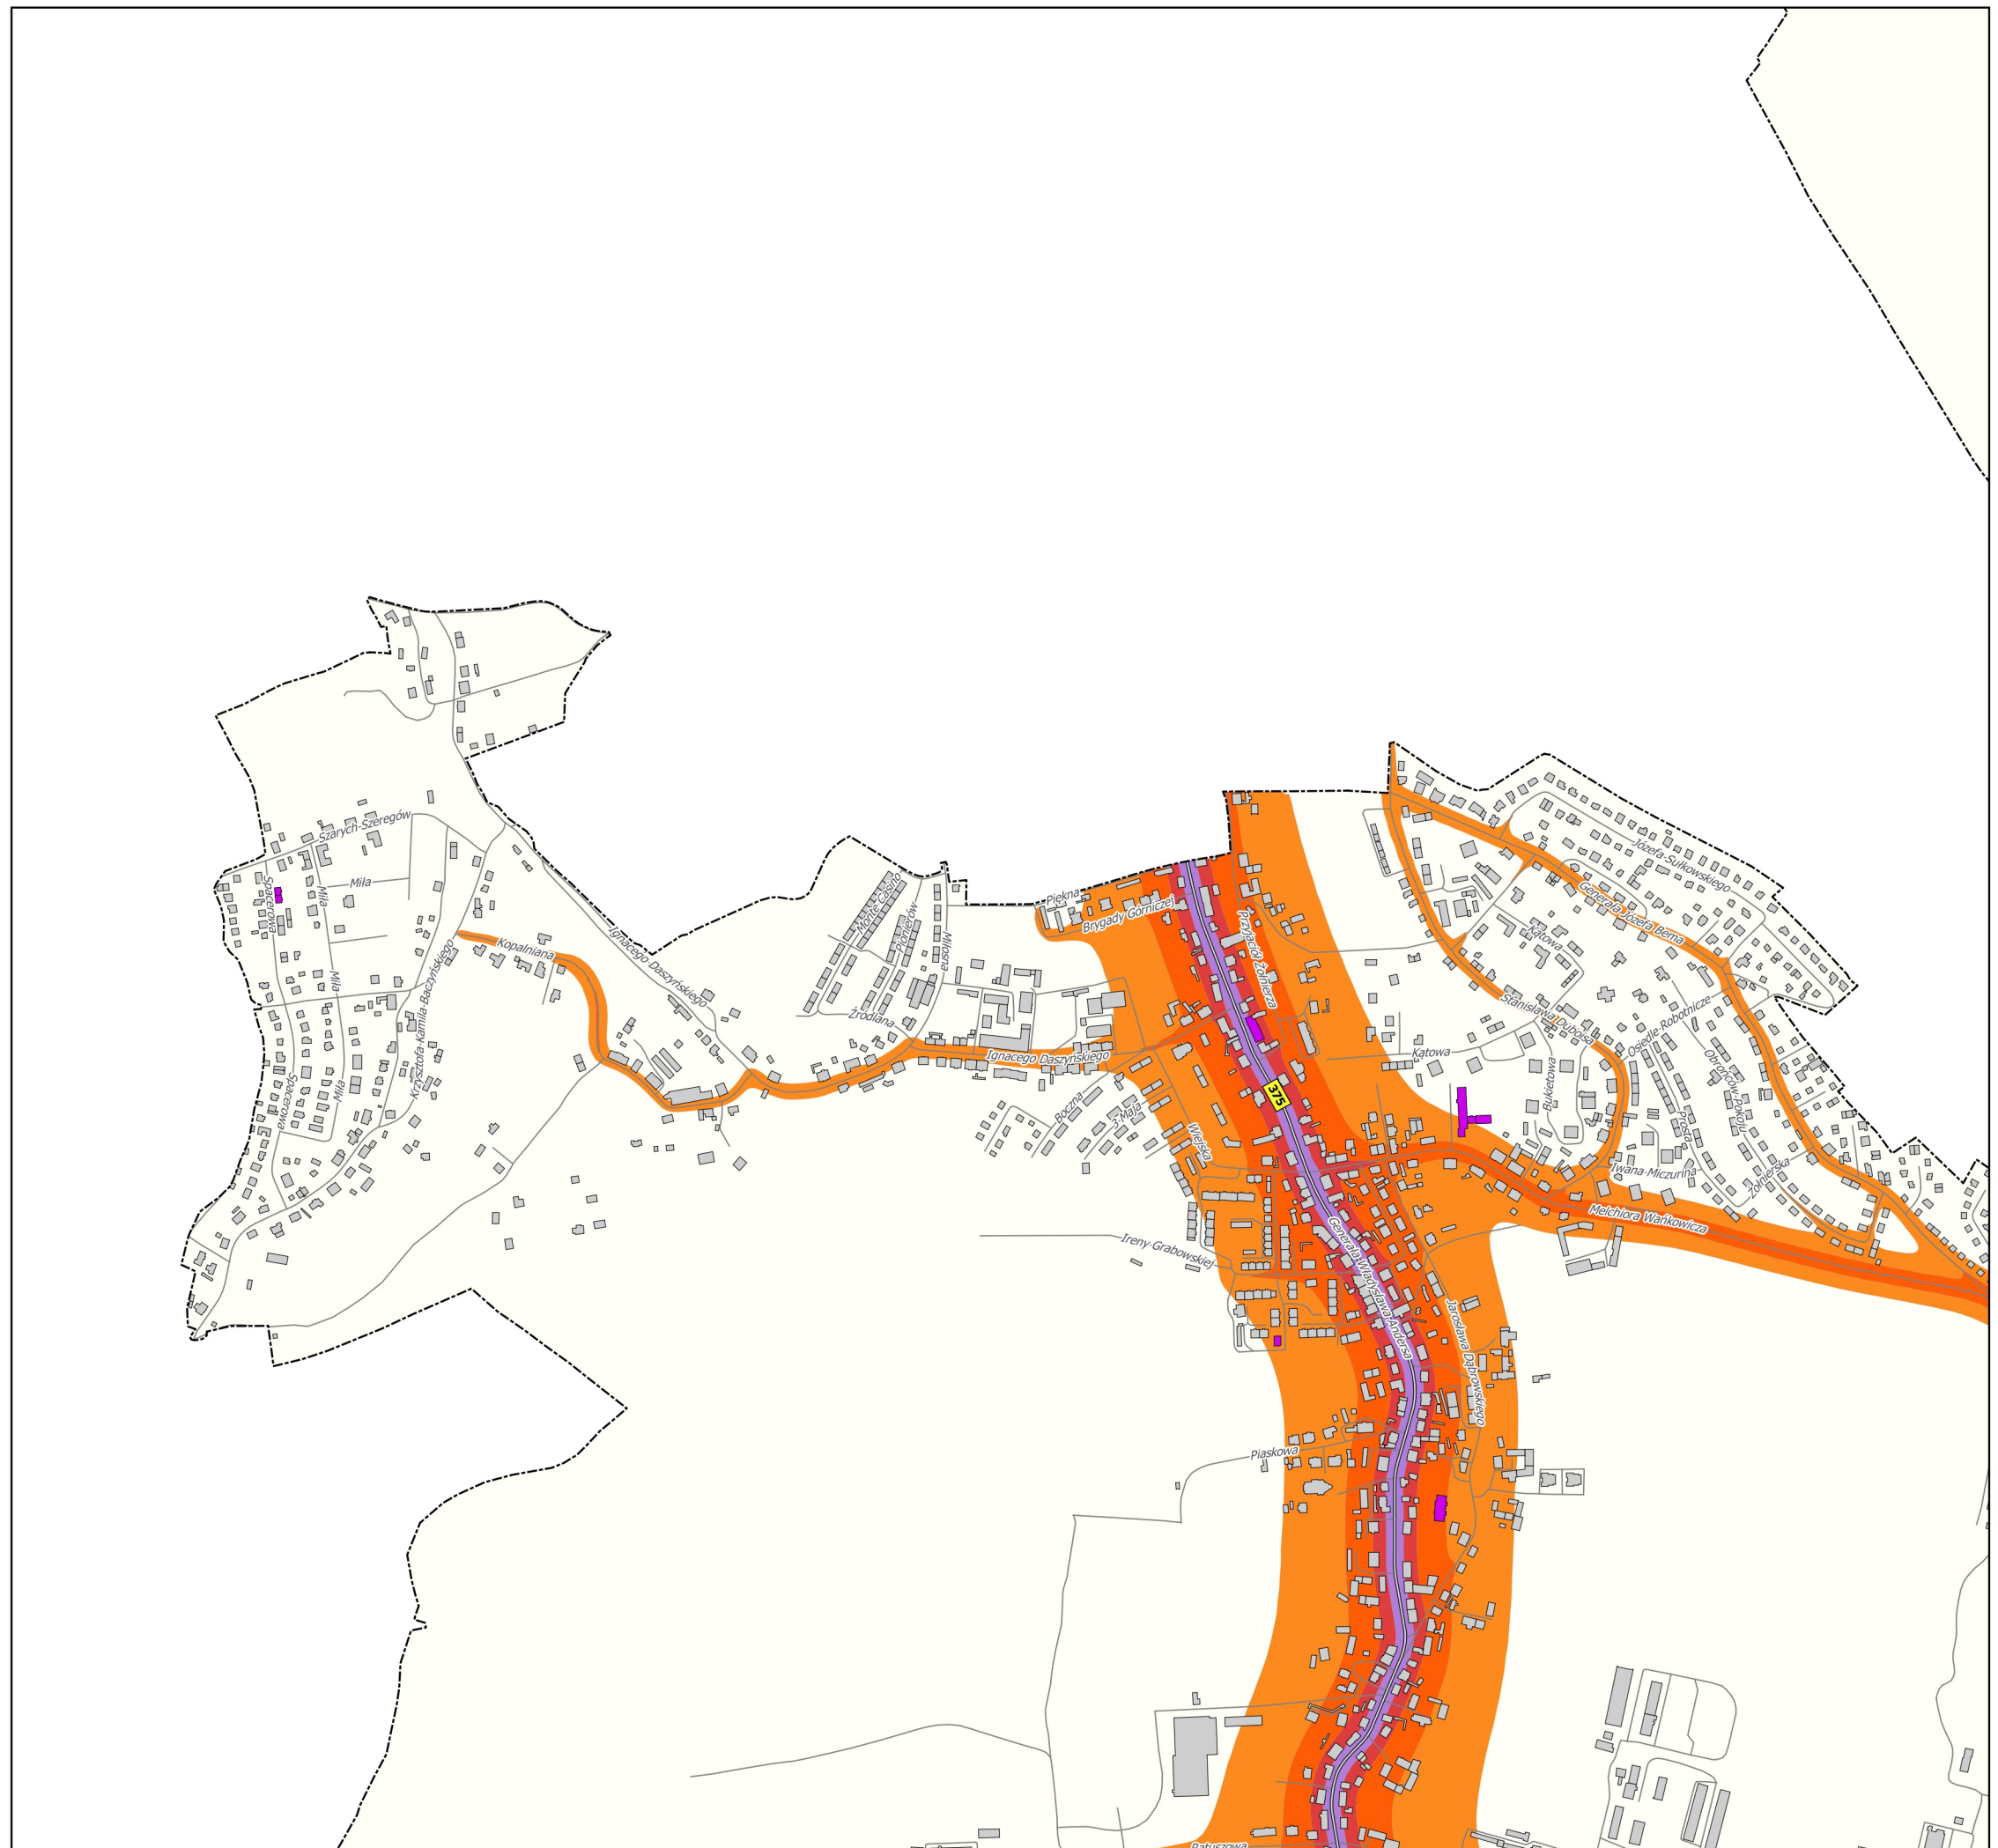 Szarych-Szeregów
Miła
Spacerowa
Miła
Monte Casino
Pionierów
Miłosna
Piękna
Brygady Górniczej
Przyjaciół Żołnierza
Józefa-Sułkowskiego
Generała Józefa Bema
Kątowa
Kopalniana
Ignacego Daszyńskiego
Krzysztofa-Kamila-Baczyńskiego
Miła
Źródlana
Stanisława Dubois
Osiedle-Robotnicze
Ignacego Daszyńskiego
Kątowa
Spacerowa
Miła
Boczna
3-Maja
375
Wiejska
Bukietowa
Prosta
Obrońców-Pokoju
Iwana-Miczurina
Żołnierska
Melchiora Wańkowicza
Ireny-Grabowskiej
Generała-Władysława-Andersa
Jarosława Dąbrowskiego
Piaskowa
Ratuszowa